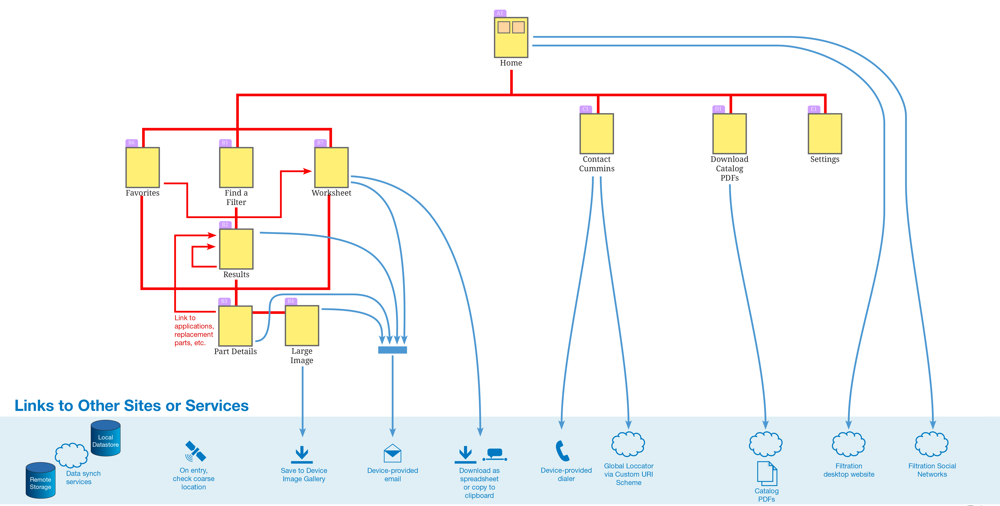 A1
Home
C1
D1
E1
Contact
Cummins
Download
Catalog
PDFs
Settings
B6
B1
B7
Favorites
Find a
Filter
Worksheet
B2
Results
B3
B4
Link to
applications,
replacement
parts, etc.
Part Details
Large
Image
Links to Other Sites or Services
Local
Datastore
Remote
Storage
Data synch
services
On entry,
check coarse
location
Save to Device
Image Gallery
Device-provided
email
Download as
spreadsheet
or copy to
clipboard
Device-provided
dialer
Global Loccator
via Custom URI
Scheme
Catalog
PDFs
Filtration
desktop website
Filtration Social
Networks